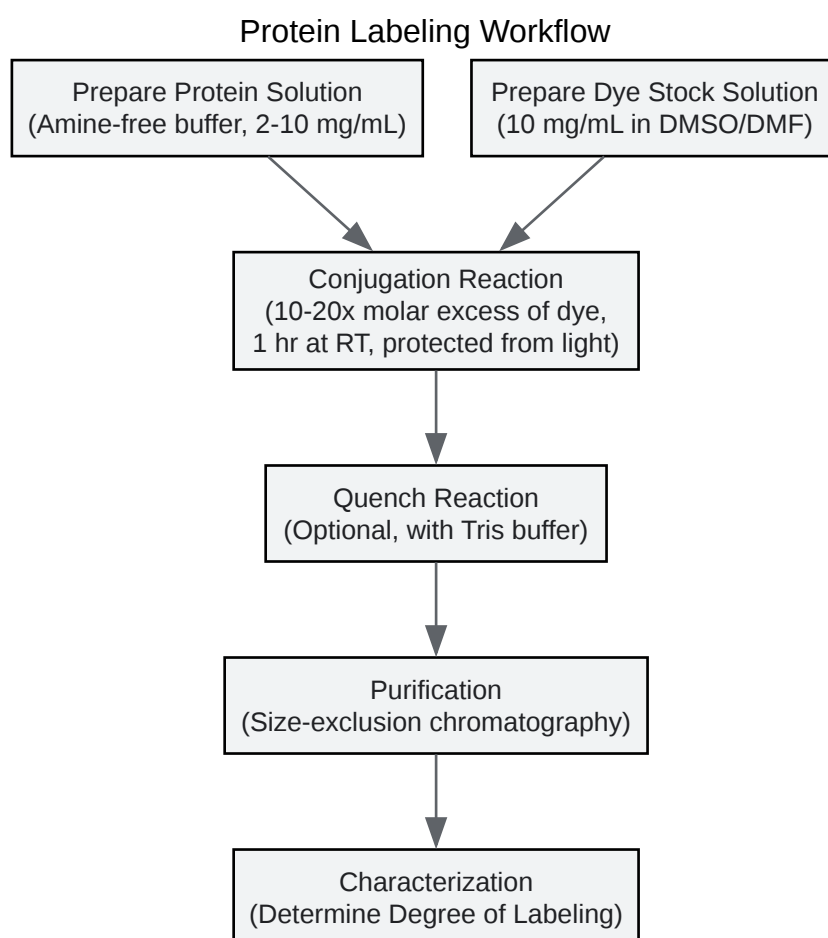 Protein Labeling Workflow
Prepare Protein Solution
(Amine-free buffer, 2-10 mg/mL)
Prepare Dye Stock Solution
(10 mg/mL in DMSO/DMF)
Conjugation Reaction
(10-20x molar excess of dye,
1 hr at RT, protected from light)
Quench Reaction
(Optional, with Tris buffer)
Purification
(Size-exclusion chromatography)
Characterization
(Determine Degree of Labeling)